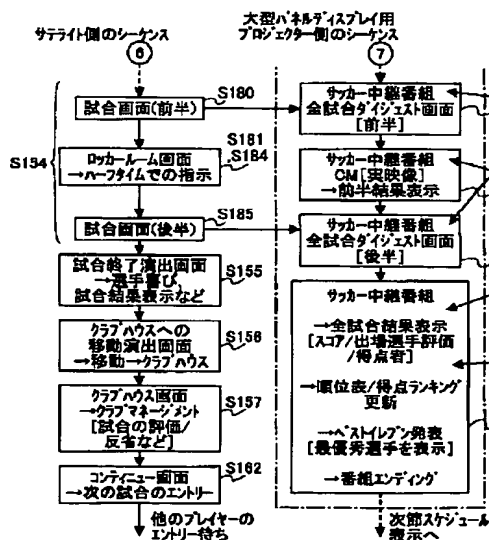 サテライト側のシーケンス
⑥
大型パネルディスプレイ用
プロジェクター側のシーケンス
⑦
S154
試合画面(前半)
S180
ロッカールーム画面
→ハーフタイムでの指示
S181
S184
試合画面(後半)
S185
試合終了演出画面
→選手喜び、
試合結果表示など
S155
クラブハウスへの
移動演出画面
→移動→クラブハウス
S156
クラブハウス画面
→クラブマネージメント
[試合の評価/
反省など]
S157
コンティニュー画面
→次の試合のエントリー
S162
他のプレイヤーの
エントリー待ち
サッカー中継番組
全試合ダイジェスト画面
[前半]
サッカー中継番組
CM[実映像]
→前半結果表示
サッカー中継番組
全試合ダイジェスト画面
[後半]
サッカー中継番組
→全試合結果表示
[スコア/出場選手評価
/得点者]
→順位表/得点ランキング
更新
→ベストイレブン発表
[最優秀選手を表示]
→番組エンディング
次節スケジュール
表示へ